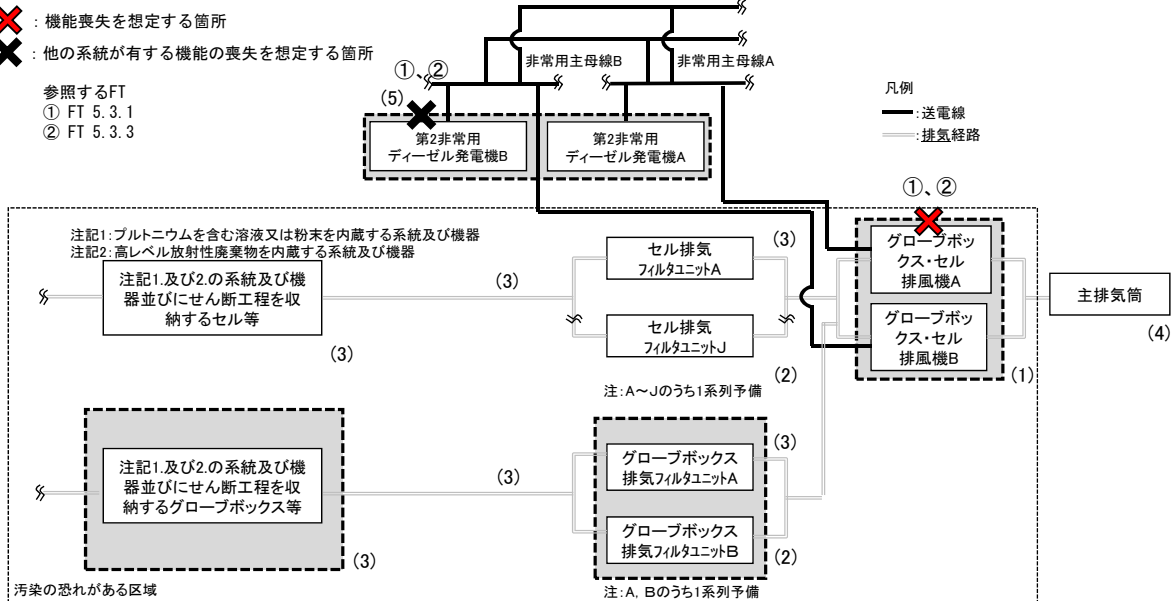 ：機能喪失を想定する箇所
：他の系統が有する機能の喪失を想定する箇所
参照するFT
① FT 5.3.1
② FT 5.3.3
①、②
(5)
非常用主母線B
非常用主母線A
第2非常用
ディーゼル発電機B
第2非常用
ディーゼル発電機A
凡例
：送電線
：排気経路
①、②
注記1：プルトニウムを含む溶液又は粉末を内蔵する系統及び機器
注記2：高レベル放射性廃棄物を内蔵する系統及び機器
注記1.及び2.の系統及び機
器並びにせん断工程を収
納するセル等
(3)
(3)
セル排気
フィルタユニットA
(3)
セル排気
フィルタユニットJ
(2)
注：A～Jのうち1系列予備
グローブボッ
クス・セル
排風機A
グローブボッ
クス・セル
排風機B
(1)
主排気筒
(4)
注記1.及び2.の系統及び機
器並びにせん断工程を収
納するグローブボックス等
(3)
(3)
グローブボックス
排気フィルタユニットA
(3)
グローブボックス
排気フィルタユニットB
(2)
注：A, Bのうち1系列予備
汚染の恐れがある区域